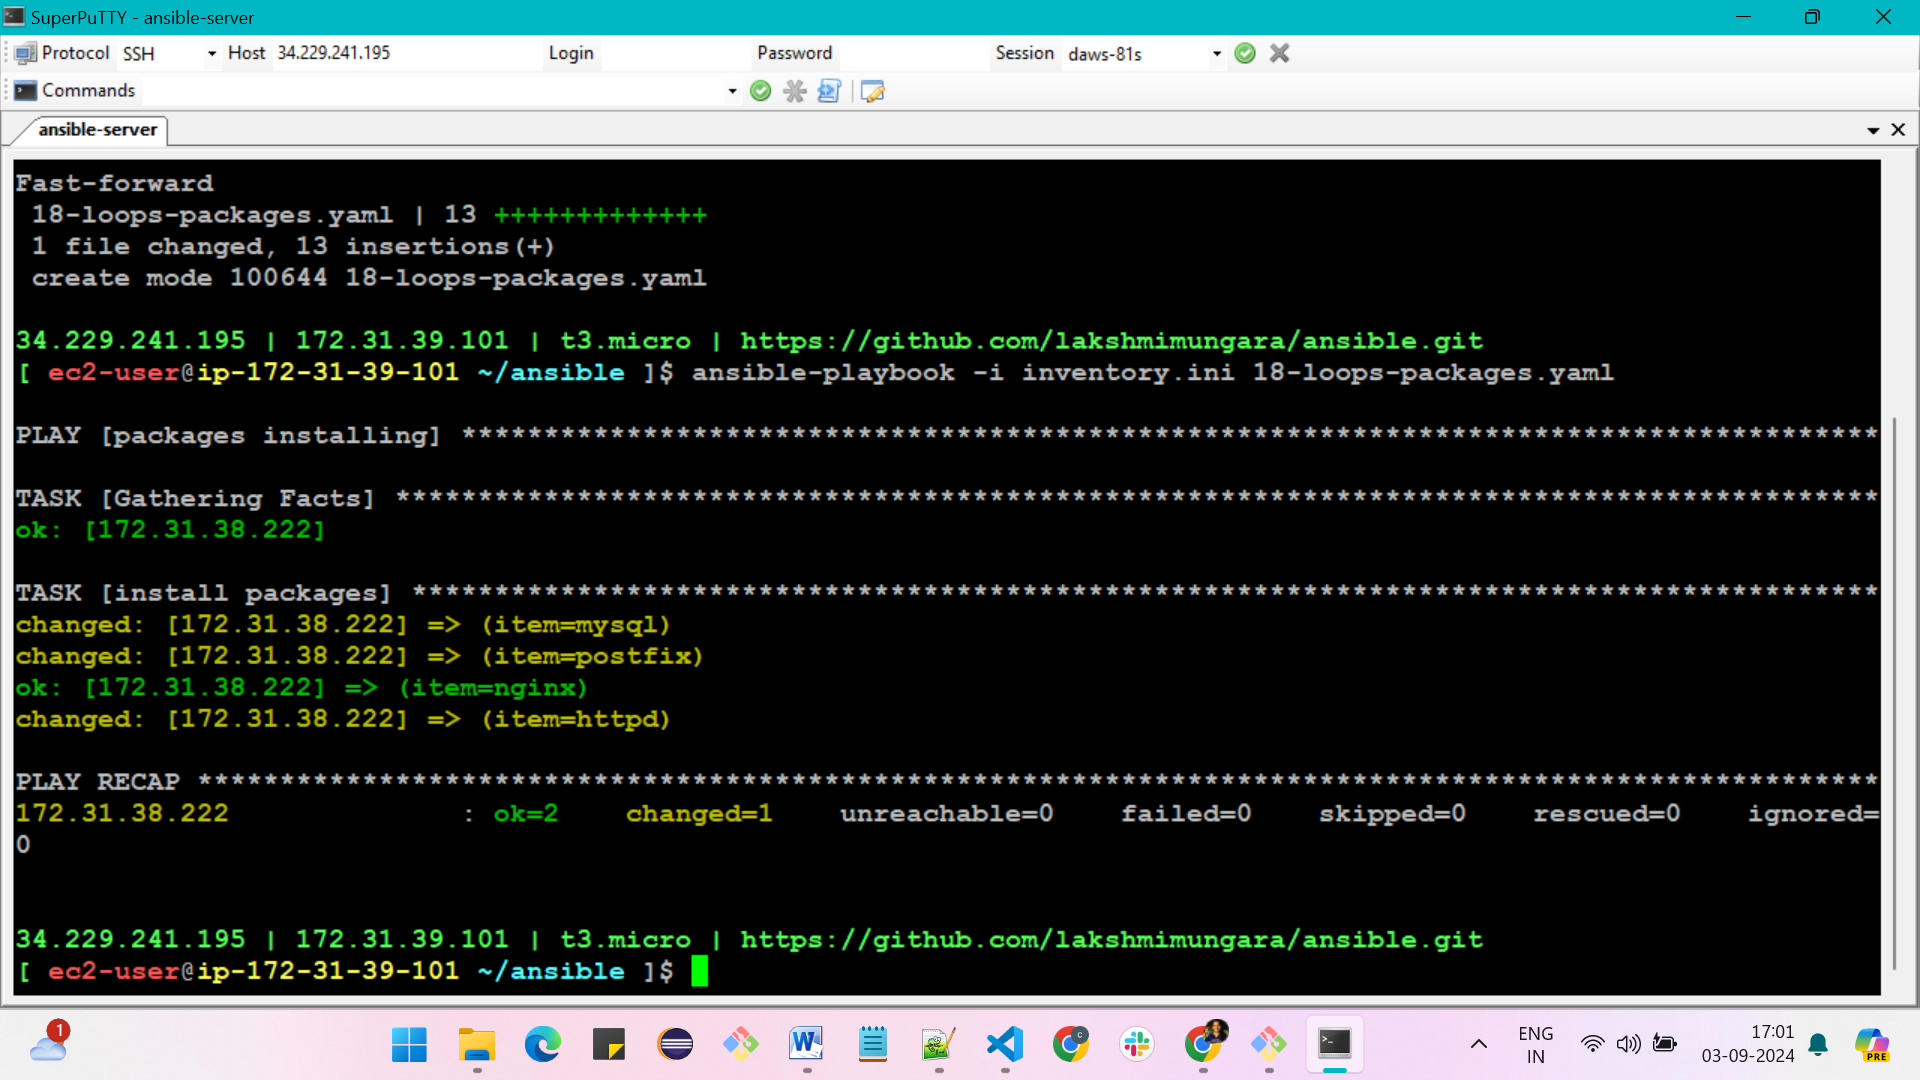 SuperPuTTY - ansible-server
Protocol SSH Host 34.229.241.195 Login Password Session daws-81s
Commands
ansible-server
Fast-forward
 18-loops-packages.yaml | 13 +++++++++++++
 1 file changed, 13 insertions(+)
 create mode 100644 18-loops-packages.yaml
34.229.241.195 | 172.31.39.101 | t3.micro | https://github.com/lakshmimungara/ansible.git
[ ec2-user@ip-172-31-39-101 ~/ansible ]$ ansible-playbook -i inventory.ini 18-loops-packages.yaml
PLAY [packages installing] **************************************************************************************
TASK [Gathering Facts] ******************************************************************************************
ok: [172.31.38.222]
TASK [install packages] *****************************************************************************************
changed: [172.31.38.222] => (item=mysql)
changed: [172.31.38.222] => (item=postfix)
ok: [172.31.38.222] => (item=nginx)
changed: [172.31.38.222] => (item=httpd)
PLAY RECAP ******************************************************************************************************
172.31.38.222 : ok=2 changed=1 unreachable=0 failed=0 skipped=0 rescued=0 ignored=
0
34.229.241.195 | 172.31.39.101 | t3.micro | https://github.com/lakshmimungara/ansible.git
[ ec2-user@ip-172-31-39-101 ~/ansible ]$
1
ENG
IN
17:01
03-09-2024
PRE